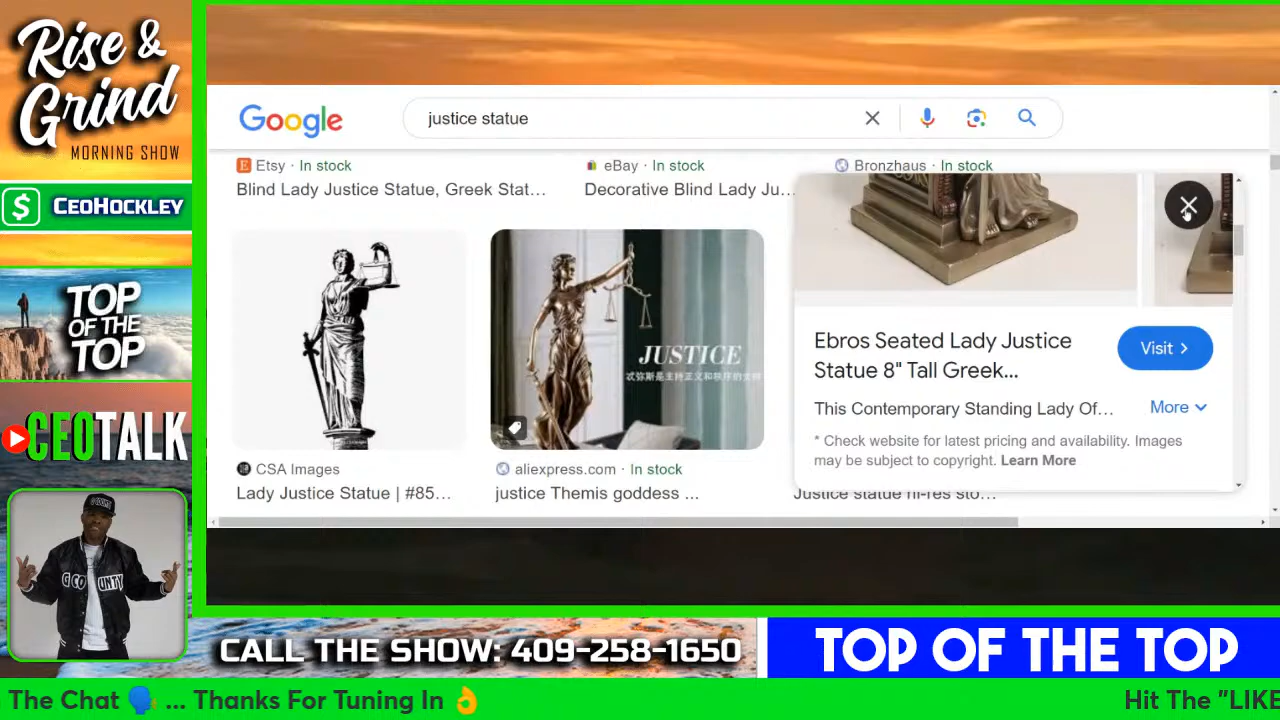 Rise &
Grind
MORNING SHOW
$
CEOHOCKLEY
TOP
OF THE
TOP
CEOTALK
G COUNTY
Google
justice statue
Etsy · In stock
Blind Lady Justice Statue, Greek Stat...
eBay · In stock
Decorative Blind Lady Ju...
Bronzhaus · In stock
JUSTICE
CSA Images
Lady Justice Statue | #85...
aliexpress.com · In stock
justice Themis goddess ...
Ebros Seated Lady Justice
Statue 8" Tall Greek...
Visit >
This Contemporary Standing Lady Of...
More
* Check website for latest pricing and availability. Images
may be subject to copyright. Learn More
Justice statue hi-res sto...
CALL THE SHOW: 409-258-1650
TOP OF THE TOP
The Chat 🗣️ ... Thanks For Tuning In 👌
Hit The "LIKE